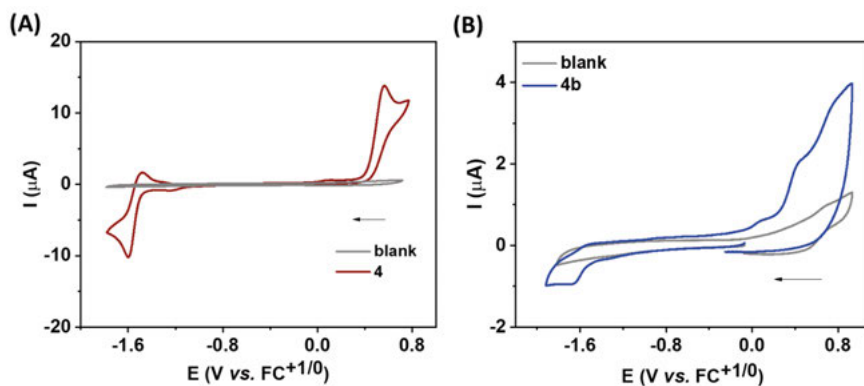 (A)
20
10
0
-10
-20
I (μA)
-1.6 -0.8 0.0 0.8
E (V vs. FC+1/0)
blank
4
(B)
4
2
0
-2
I (μA)
-1.6 -0.8 0.0 0.8
E (V vs. FC+1/0)
blank
4b